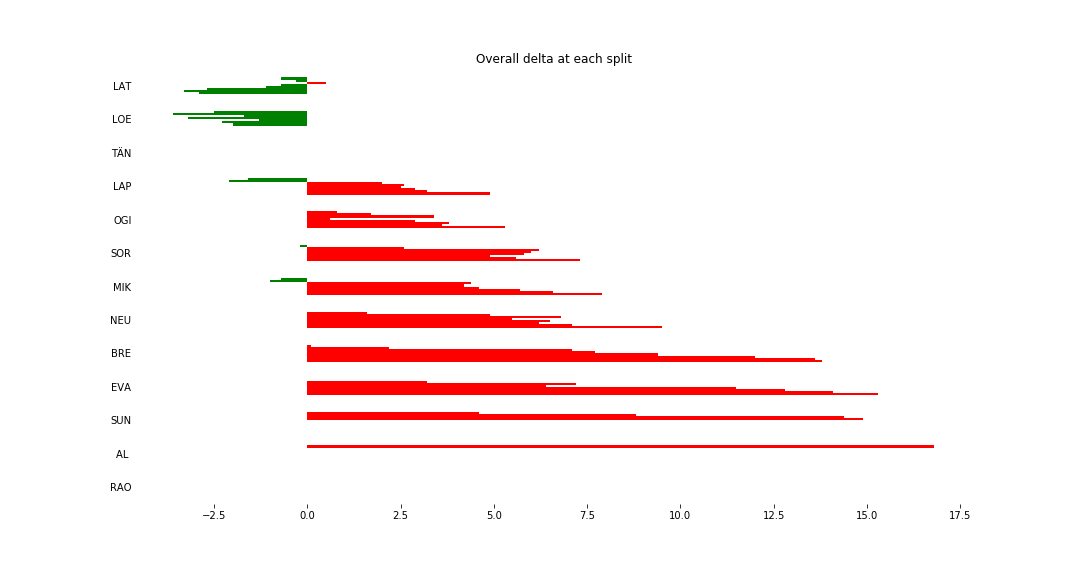 Overall delta at each split
LAT
LOE
TÄN
LAP
OGI
SOR
MIK
NEU
BRE
EVA
SUN
AL
RAO
−2.5 0.0 2.5 5.0 7.5 10.0 12.5 15.0 17.5